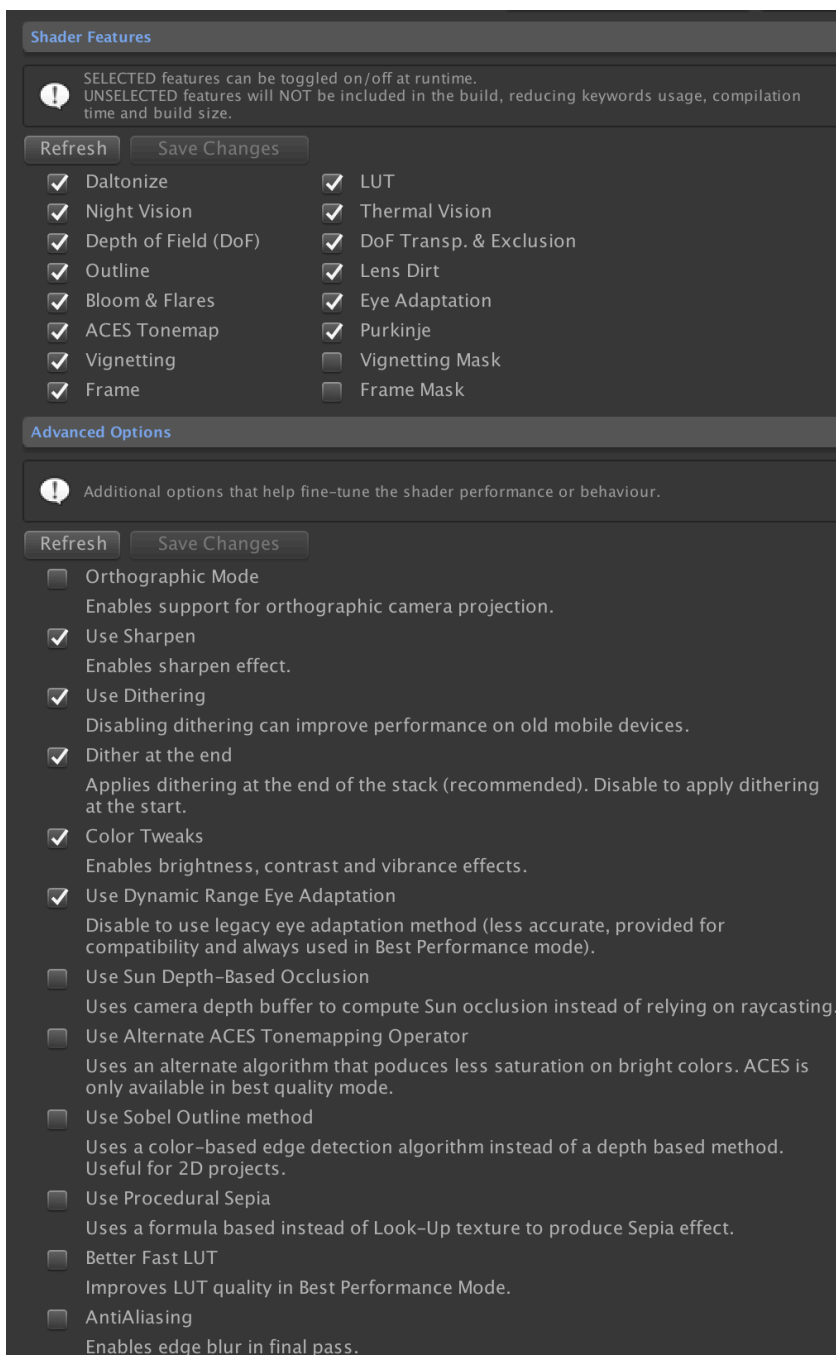 Shader Features
SELECTED features can be toggled on/off at runtime.
UNSELECTED features will NOT be included in the build, reducing keywords usage, compilation
time and build size.
Refresh Save Changes
Daltonize LUT
Night Vision Thermal Vision
Depth of Field (DoF) DoF Transp. & Exclusion
Outline Lens Dirt
Bloom & Flares Eye Adaptation
ACES Tonemap Purkinje
Vignetting Vignetting Mask
Frame Frame Mask
Advanced Options
Additional options that help fine-tune the shader performance or behaviour.
Refresh Save Changes
Orthographic Mode
Enables support for orthographic camera projection.
Use Sharpen
Enables sharpen effect.
Use Dithering
Disabling dithering can improve performance on old mobile devices.
Dither at the end
Applies dithering at the end of the stack (recommended). Disable to apply dithering
at the start.
Color Tweaks
Enables brightness, contrast and vibrance effects.
Use Dynamic Range Eye Adaptation
Disable to use legacy eye adaptation method (less accurate, provided for
compatibility and always used in Best Performance mode).
Use Sun Depth-Based Occlusion
Uses camera depth buffer to compute Sun occlusion instead of relying on raycasting.
Use Alternate ACES Tonemapping Operator
Uses an alternate algorithm that poduces less saturation on bright colors. ACES is
only available in best quality mode.
Use Sobel Outline method
Uses a color-based edge detection algorithm instead of a depth based method.
Useful for 2D projects.
Use Procedural Sepia
Uses a formula based instead of Look-Up texture to produce Sepia effect.
Better Fast LUT
Improves LUT quality in Best Performance Mode.
AntiAliasing
Enables edge blur in final pass.